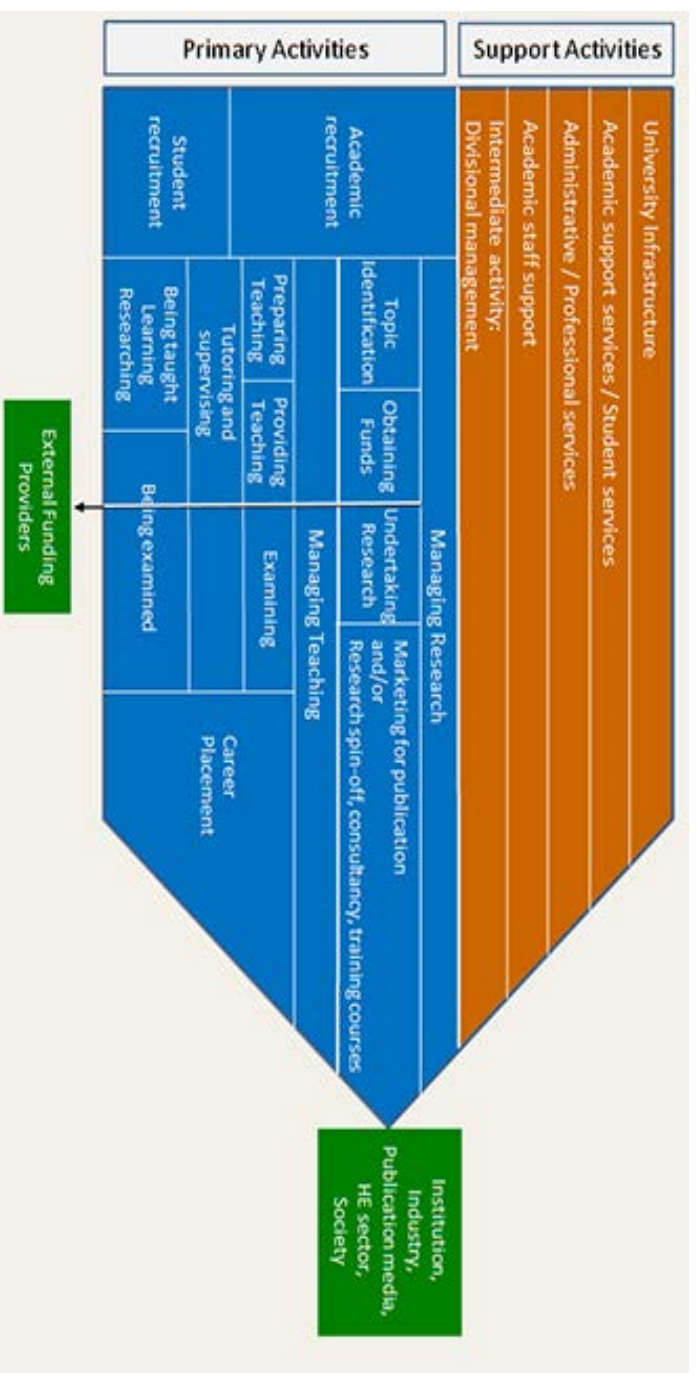 Support Activities
University Infrastructure
Academic support services / Student services
Administrative / Professional services
Academic staff support
Intermediate activity:
Divisional management
Primary Activities
Academic
recruitment
Student
recruitment
Managing Research
Topic
Identification
Obtaining
Funds
Undertaking
Research
Marketing for publication
and/or
Research spin-off, consultancy, training courses
Managing Teaching
Preparing
Teaching
Providing
Teaching
Examining
Tutoring and
supervising
Being taught
Learning
Researching
Being examined
Career
Placement
Institution,
Industry,
Publication media,
HE sector,
Society
External Funding
Providers